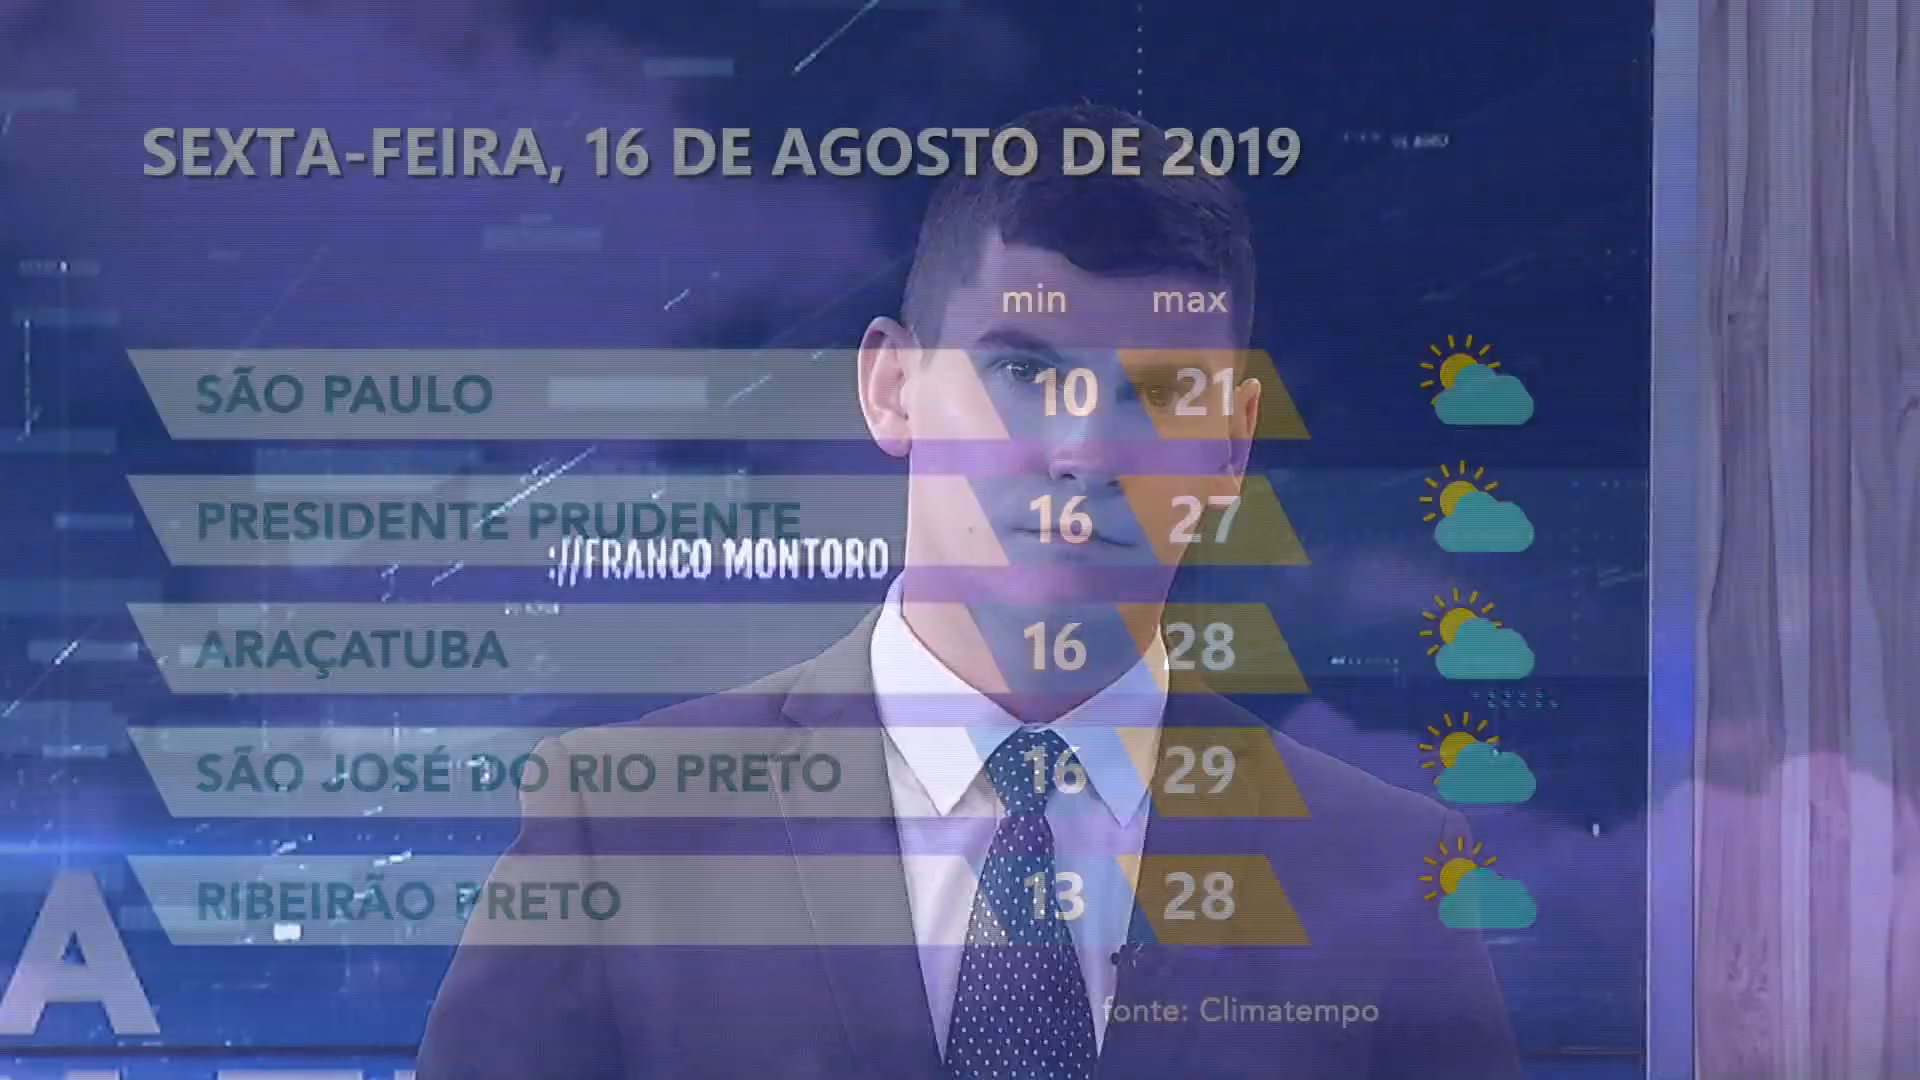 SEXTA-FEIRA, 16 DE AGOSTO DE 2019
min max
SÃO PAULO 10 21
PRESIDENTE PRUDENTE 16 27
://FRANCO MONTORO
ARAÇATUBA 16 28
SÃO JOSÉ DO RIO PRETO 16 29
RIBEIRÃO PRETO 13 28
A
fonte: Climatempo